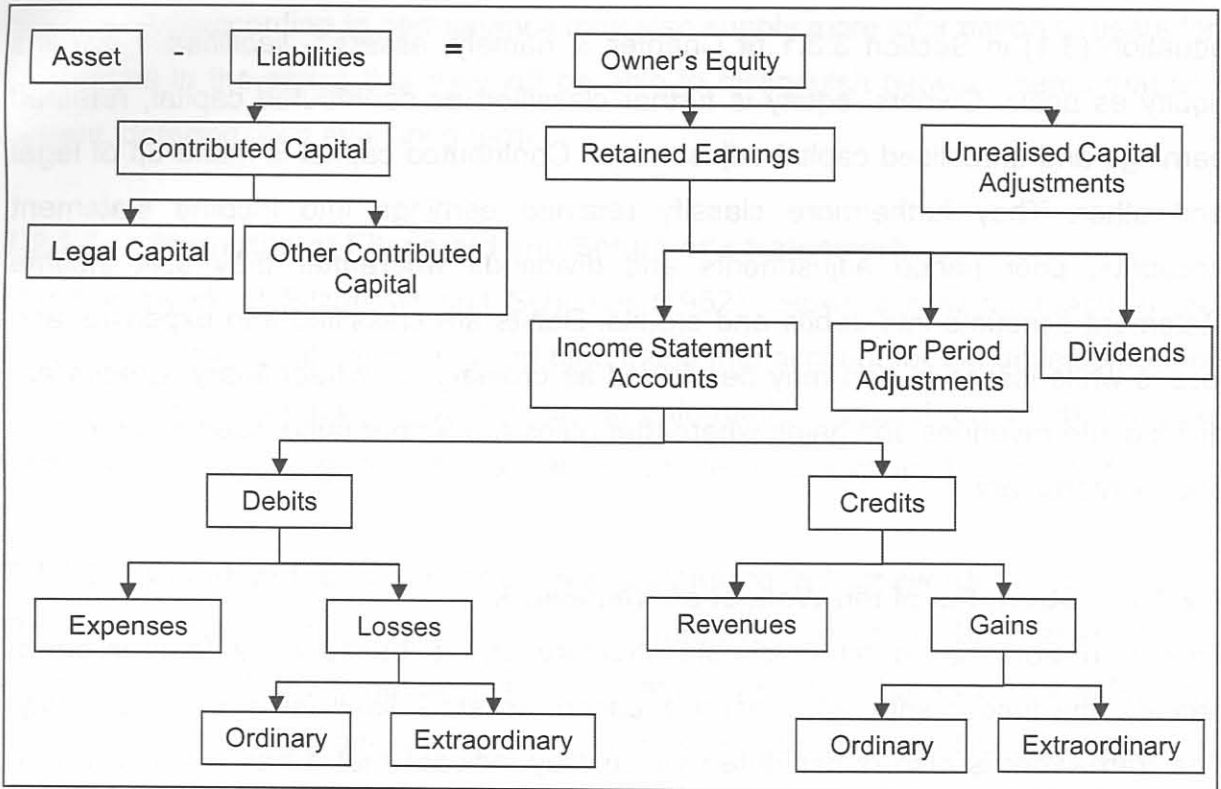 Asset - Liabilities = Owner's Equity
Contributed Capital
Retained Earnings
Unrealised Capital
Adjustments
Legal Capital
Other Contributed
Capital
Income Statement
Accounts
Prior Period
Adjustments
Dividends
Debits
Credits
Expenses
Losses
Revenues
Gains
Ordinary
Extraordinary
Ordinary
Extraordinary